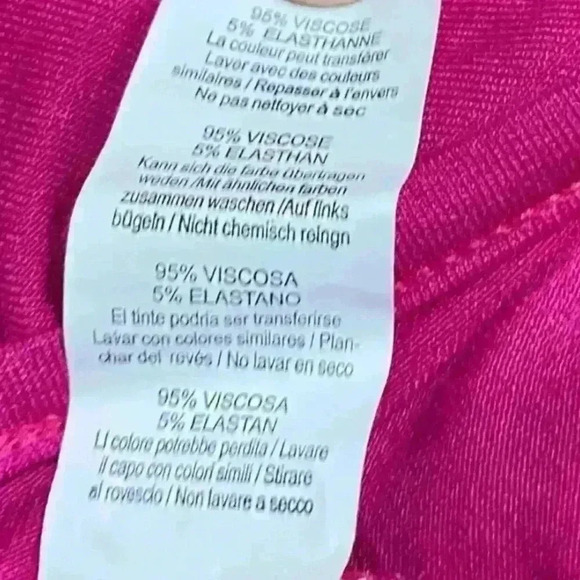 95% VISCOSE
5% ELASTHANNE
La couleur peut transférer
Laver avec des couleurs
similaires / Repasser à l'envers
Ne pas nettoyer à sec
95% VISCOSE
5% ELASTHAN
Kann sich die farbe übertragen
weden /Mit ähnlichen farben
zusammen waschen /Auf links
bügeln / Nicht chemisch reingn
95% VISCOSA
5% ELASTANO
El tinte podria ser transferirse
Lavar con colores similares / Plan-
char del revés / No lavar en seco
95% VISCOSA
5% ELASTAN
Ll colore potrebbe perdita / Lavare
il capo con colori simili / Stirare
al rovescio / Non lavare a secco